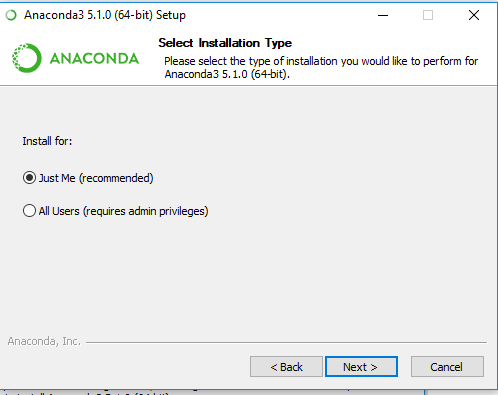 Anaconda3 5.1.0 (64-bit) Setup
ANACONDA
Select Installation Type
Please select the type of installation you would like to perform for
Anaconda3 5.1.0 (64-bit).
Install for:
Just Me (recommended)
All Users (requires admin privileges)
Anaconda, Inc.
< Back
Next >
Cancel